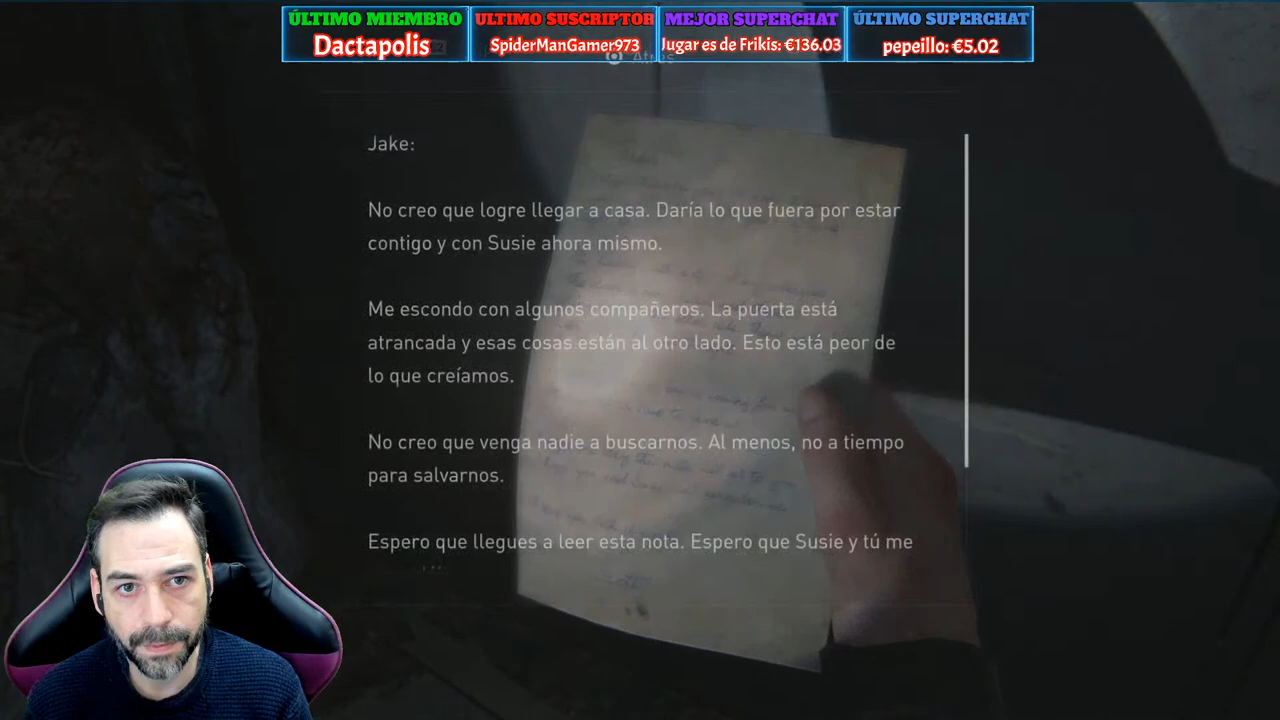 ÚLTIMO MIEMBRO
Dactapolis
ULTIMO SUSCRIPTOR
SpiderManGamer973
MEJOR SUPERCHAT
Jugar es de Frikis: €136.03
ÚLTIMO SUPERCHAT
pepeillo: €5.02
Atrás
Jake:
No creo que logre llegar a casa. Daría lo que fuera por estar
contigo y con Susie ahora mismo.
Me escondo con algunos compañeros. La puerta está
atrancada y esas cosas están al otro lado. Esto está peor de
lo que creíamos.
No creo que venga nadie a buscarnos. Al menos, no a tiempo
para salvarnos.
Espero que llegues a leer esta nota. Espero que Susie y tú me